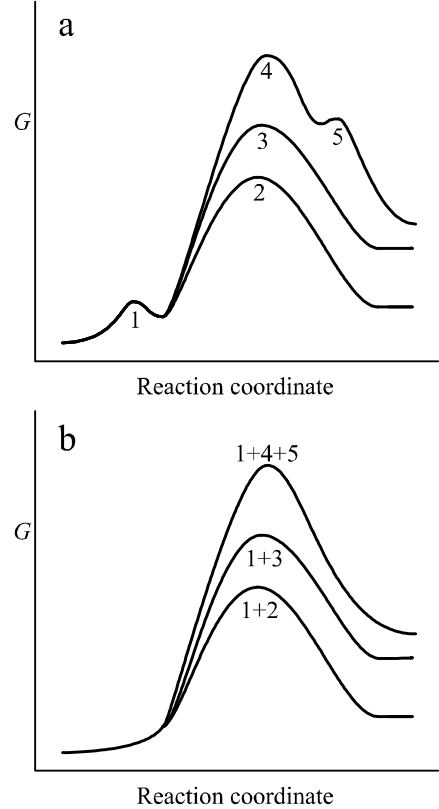 a
G
4
5
3
2
1
Reaction coordinate
b
G
1+4+5
1+3
1+2
Reaction coordinate